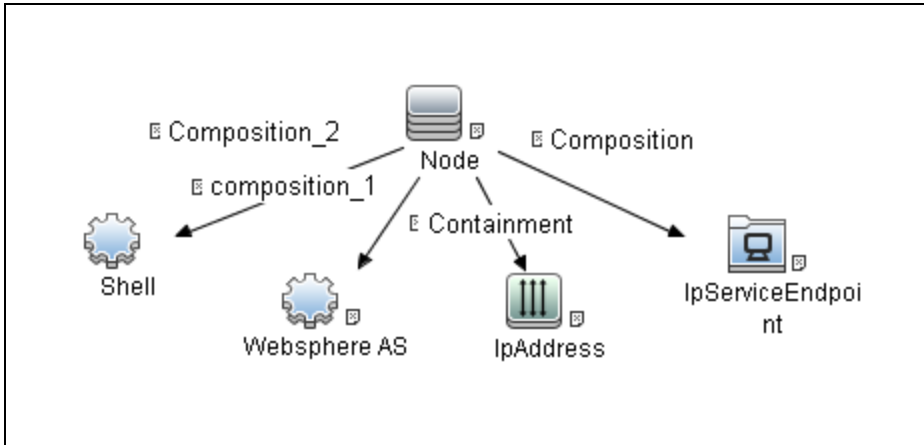 Composition_2
Composition
Node
composition_1
Containment
Shell
IpServiceEndpoi
nt
Websphere AS
IpAddress